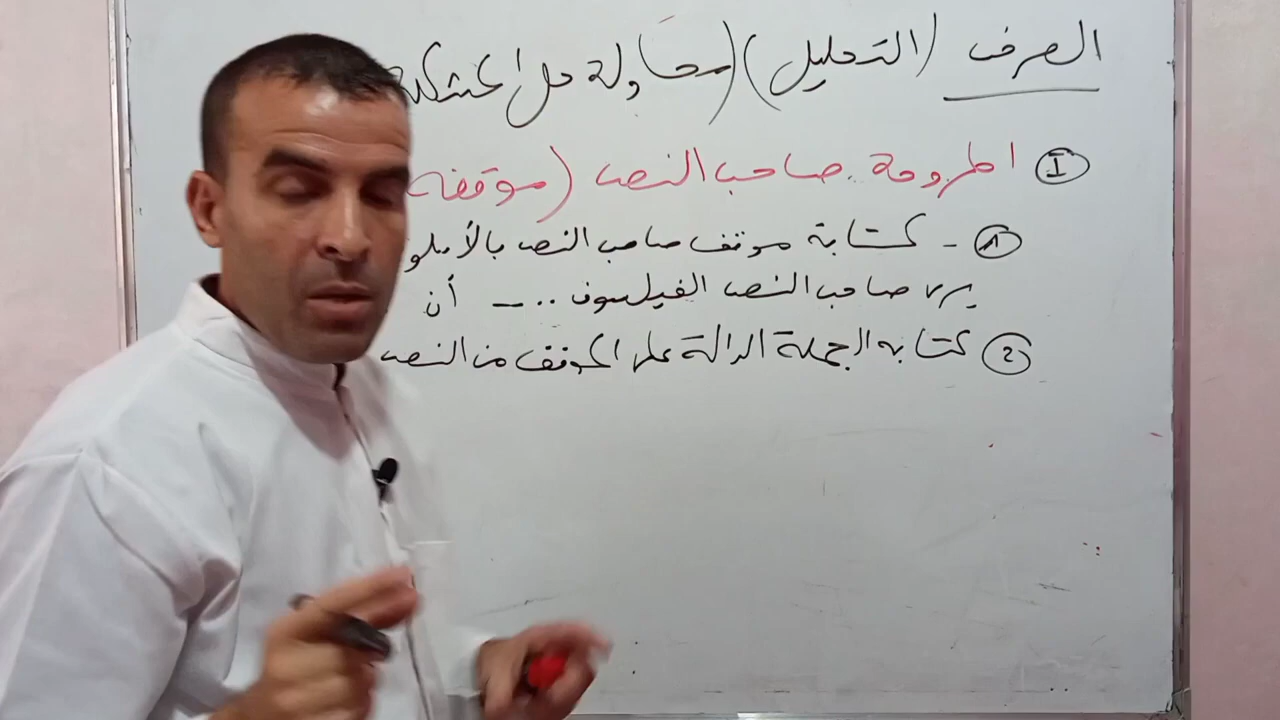 العرض (التحليل) (محاولة حل المشكلة
I اطروحة صاحب النص (موقفه
1 - كتابة موقف صاحب النص بالأسلو
يرى صاحب النص الفيلسوف ..... أن
2 كتابة الجملة الدالة على الموقف من النص